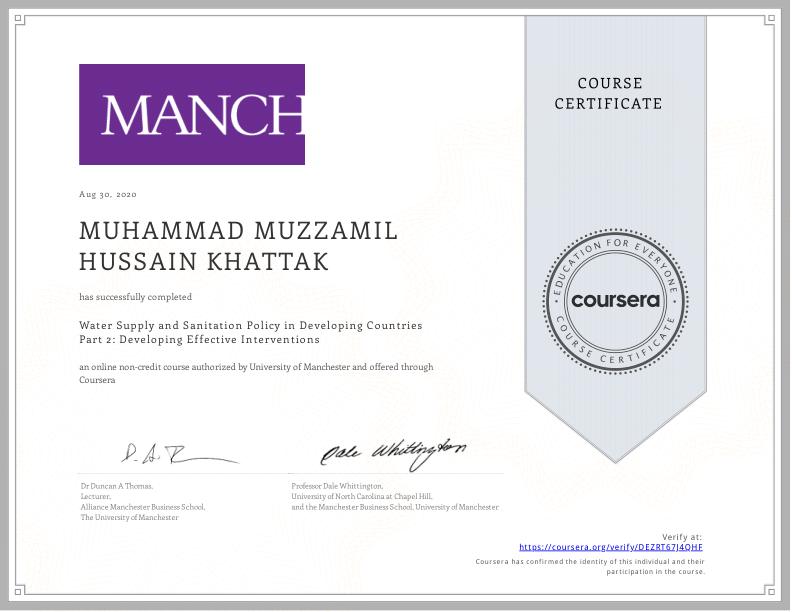 COURSE
CERTIFICATE
MANCH
Aug 30, 2020
MUHAMMAD MUZZAMIL
HUSSAIN KHATTAK
has successfully completed
Water Supply and Sanitation Policy in Developing Countries
Part 2: Developing Effective Interventions
an online non-credit course authorized by University of Manchester and offered through
Coursera
EDUCATION FOR EVERYONE
coursera
COURSE CERTIFICATE
D. A. T
Dale Whittington
Dr Duncan A Thomas,
Lecturer,
Alliance Manchester Business School,
The University of Manchester
Professor Dale Whittington,
University of North Carolina at Chapel Hill,
and the Manchester Business School, University of Manchester
Verify at:
https://coursera.org/verify/DEZRT67J4QHF
Coursera has confirmed the identity of this individual and their
participation in the course.